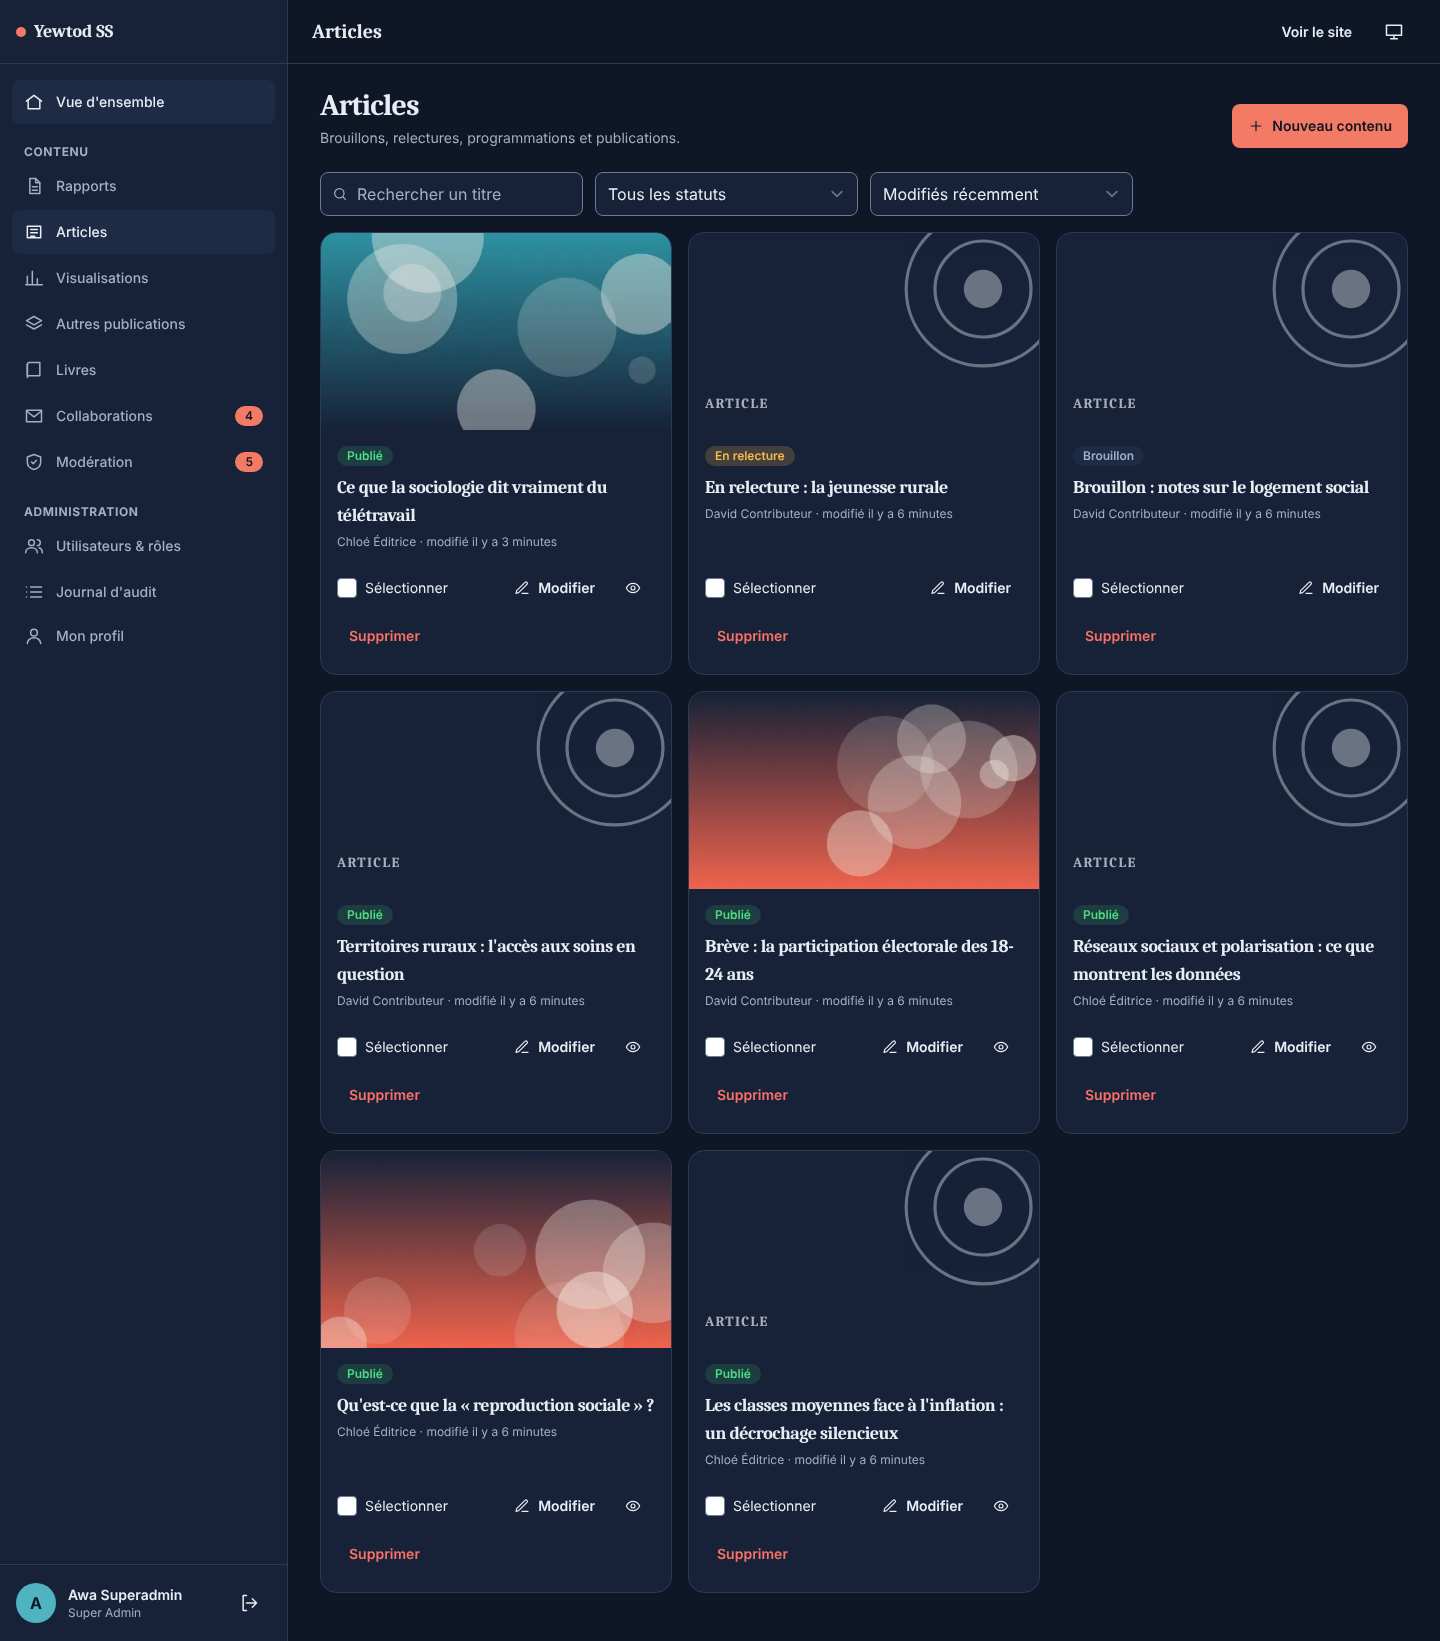 Yewtod SS
Articles
Voir le site
Vue d'ensemble
CONTENU
Rapports
Articles
Visualisations
Autres publications
Livres
Collaborations 4
Modération 5
ADMINISTRATION
Utilisateurs & rôles
Journal d'audit
Mon profil
Awa Superadmin
Super Admin
A
Articles
Brouillons, relectures, programmations et publications.
Nouveau contenu
Rechercher un titre
Tous les statuts
Modifiés récemment
Publié
Ce que la sociologie dit vraiment du
télétravail
Chloé Éditrice · modifié il y a 3 minutes
Sélectionner
Modifier
Supprimer
ARTICLE
En relecture
En relecture : la jeunesse rurale
David Contributeur · modifié il y a 6 minutes
Sélectionner
Modifier
Supprimer
ARTICLE
Brouillon
Brouillon : notes sur le logement social
David Contributeur · modifié il y a 6 minutes
Sélectionner
Modifier
Supprimer
ARTICLE
Publié
Territoires ruraux : l'accès aux soins en
question
David Contributeur · modifié il y a 6 minutes
Sélectionner
Modifier
Supprimer
Publié
Brève : la participation électorale des 18-
24 ans
David Contributeur · modifié il y a 6 minutes
Sélectionner
Modifier
Supprimer
ARTICLE
Publié
Réseaux sociaux et polarisation : ce que
montrent les données
Chloé Éditrice · modifié il y a 6 minutes
Sélectionner
Modifier
Supprimer
Publié
Qu'est-ce que la « reproduction sociale » ?
Chloé Éditrice · modifié il y a 6 minutes
Sélectionner
Modifier
Supprimer
ARTICLE
Publié
Les classes moyennes face à l'inflation :
un décrochage silencieux
Chloé Éditrice · modifié il y a 6 minutes
Sélectionner
Modifier
Supprimer